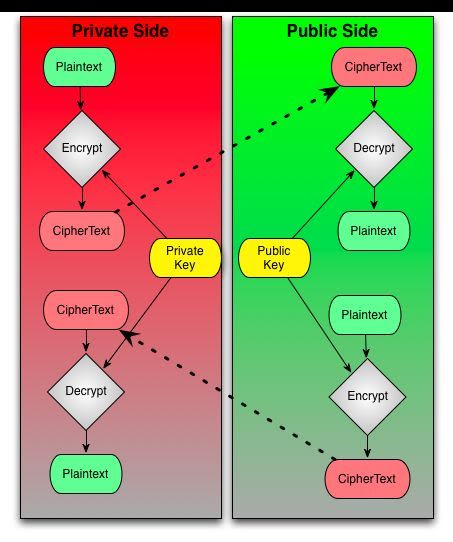 Private Side
Plaintext
Encrypt
CipherText
Private
Key
CipherText
Decrypt
Plaintext
Public Side
CipherText
Decrypt
Plaintext
Public
Key
Plaintext
Encrypt
CipherText